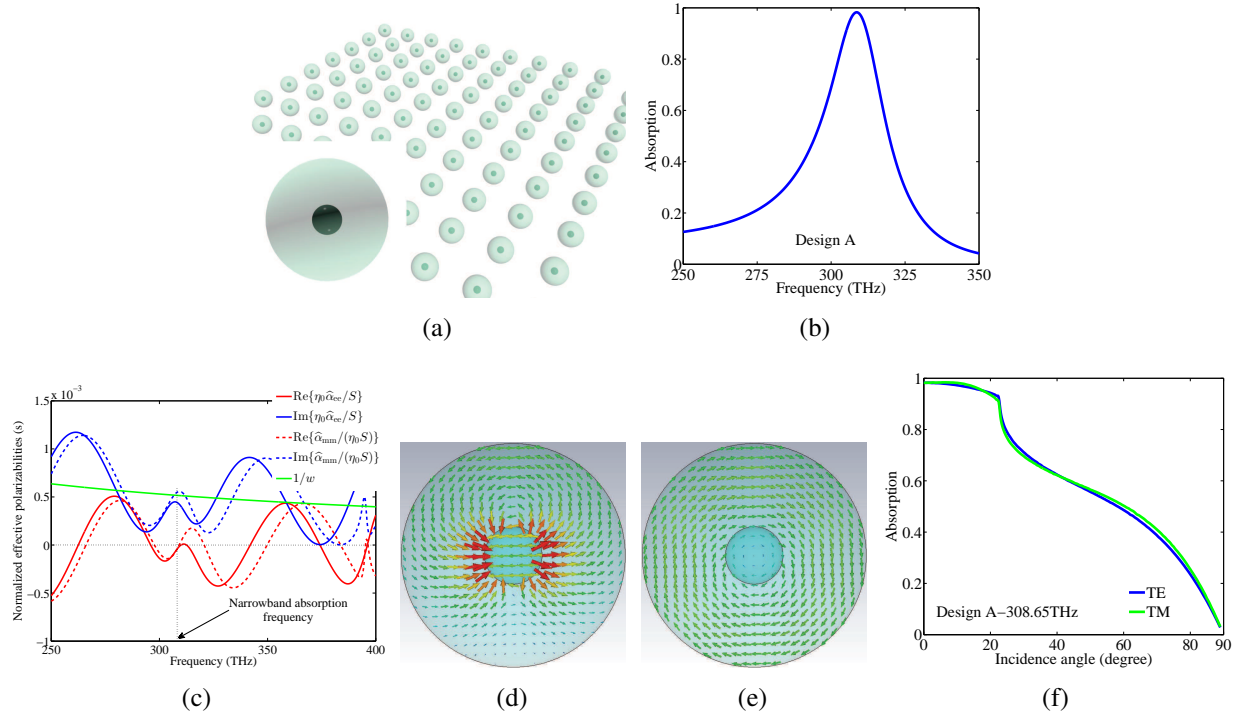 (a)
1
0.8
0.6
0.4
0.2
0
250
275
300
325
350
Absorption
Frequency (THz)
Design A
(b)
x 10⁻³
1.5
1
0.5
0
−0.5
−1
250
300
350
400
Normalized effective polarizabilities (s)
Frequency (THz)
Re{η₀α̂ₑₑ/S}
Im{η₀α̂ₑₑ/S}
Re{α̂ₘₘ/(η₀S)}
Im{α̂ₘₘ/(η₀S)}
1/w
Narrowband absorption
frequency
(c)
(d)
(e)
1
0.8
0.6
0.4
0.2
0
0
20
40
60
80
90
Absorption
Incidence angle (degree)
Design A−308.65THz
TE
TM
(f)